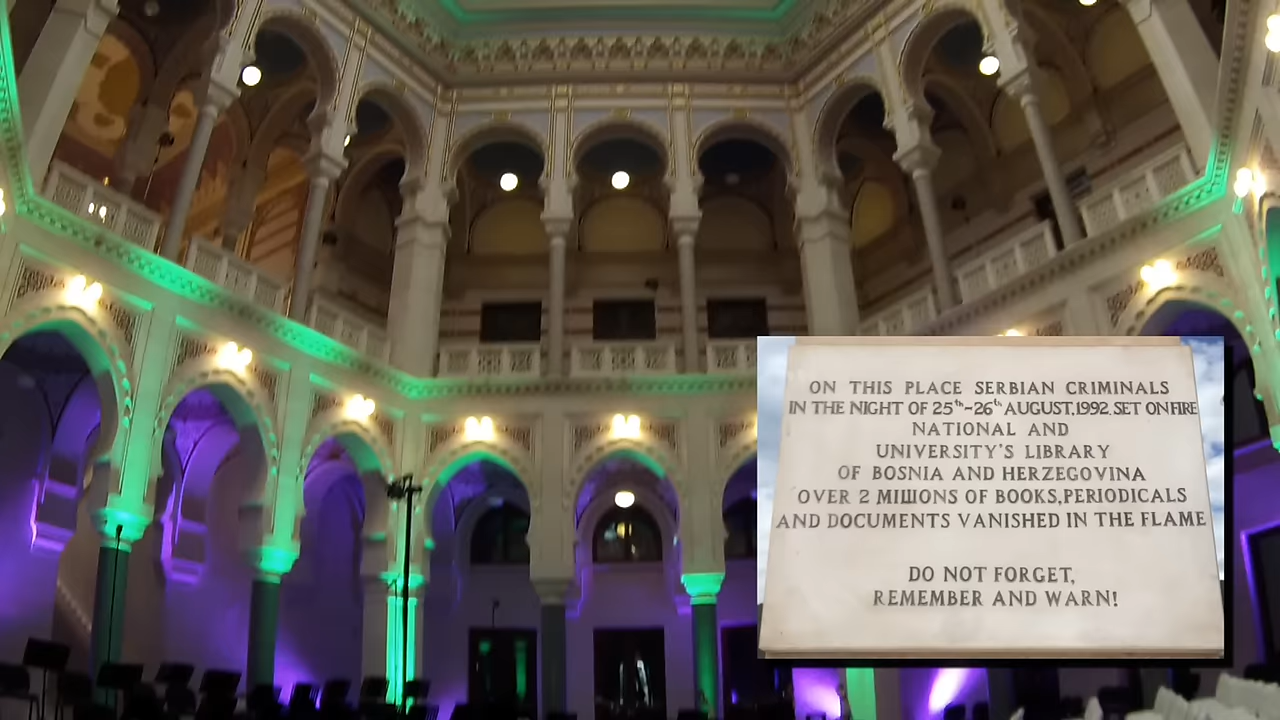 ON THIS PLACE SERBIAN CRIMINALS
IN THE NIGHT OF 25th-26th AUGUST,1992. SET ON FIRE
NATIONAL AND
UNIVERSITY'S LIBRARY
OF BOSNIA AND HERZEGOVINA
OVER 2 MILLIONS OF BOOKS,PERIODICALS
AND DOCUMENTS VANISHED IN THE FLAME
DO NOT FORGET,
REMEMBER AND WARN!